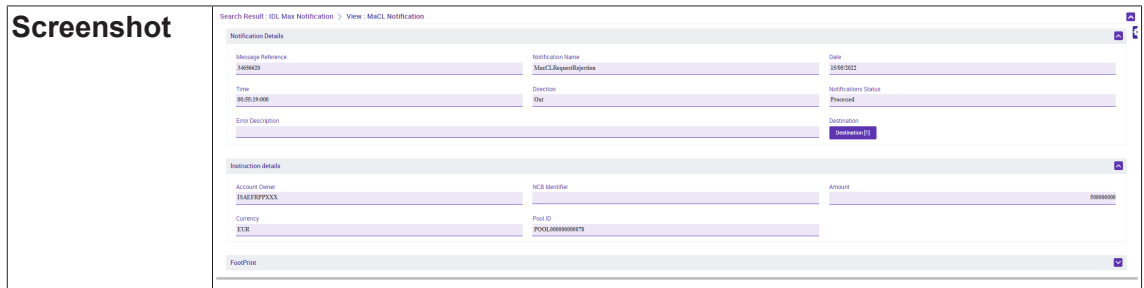 Screenshot
Search Result : IDL Max Notification > View : MaCL Notification
Notification Details
Message Reference Notification Name Date
34656620 MaxCLRequestRejection 15/05/2022
Time Direction Notifications Status
00:55:19:000 Out Processed
Error Description Destination
Destination [1]
Instruction details
Account Owner NCB Identifier Amount
ISAEFRPPXXX 500000000
Currency Pool ID
EUR POOL000000000078
FootPrint